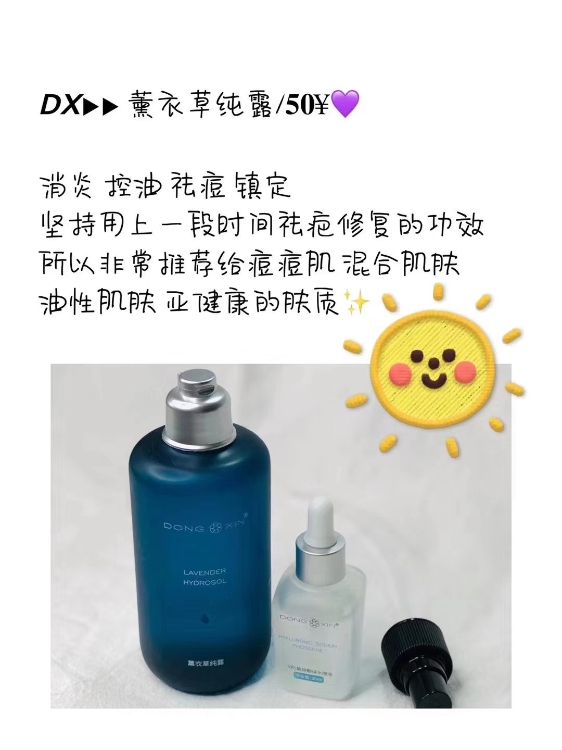 DX▶▶ 薰衣草纯露/50¥💜
消炎 控油 祛痘 镇定
坚持用上一段时间祛疤修复的功效
所以非常推荐给痘痘肌 混合肌肤
油性肌肤 亚健康的肤质✨
DONG XIN®
LAVENDER
HYDROSOL
薰衣草纯露
DONG XIN®